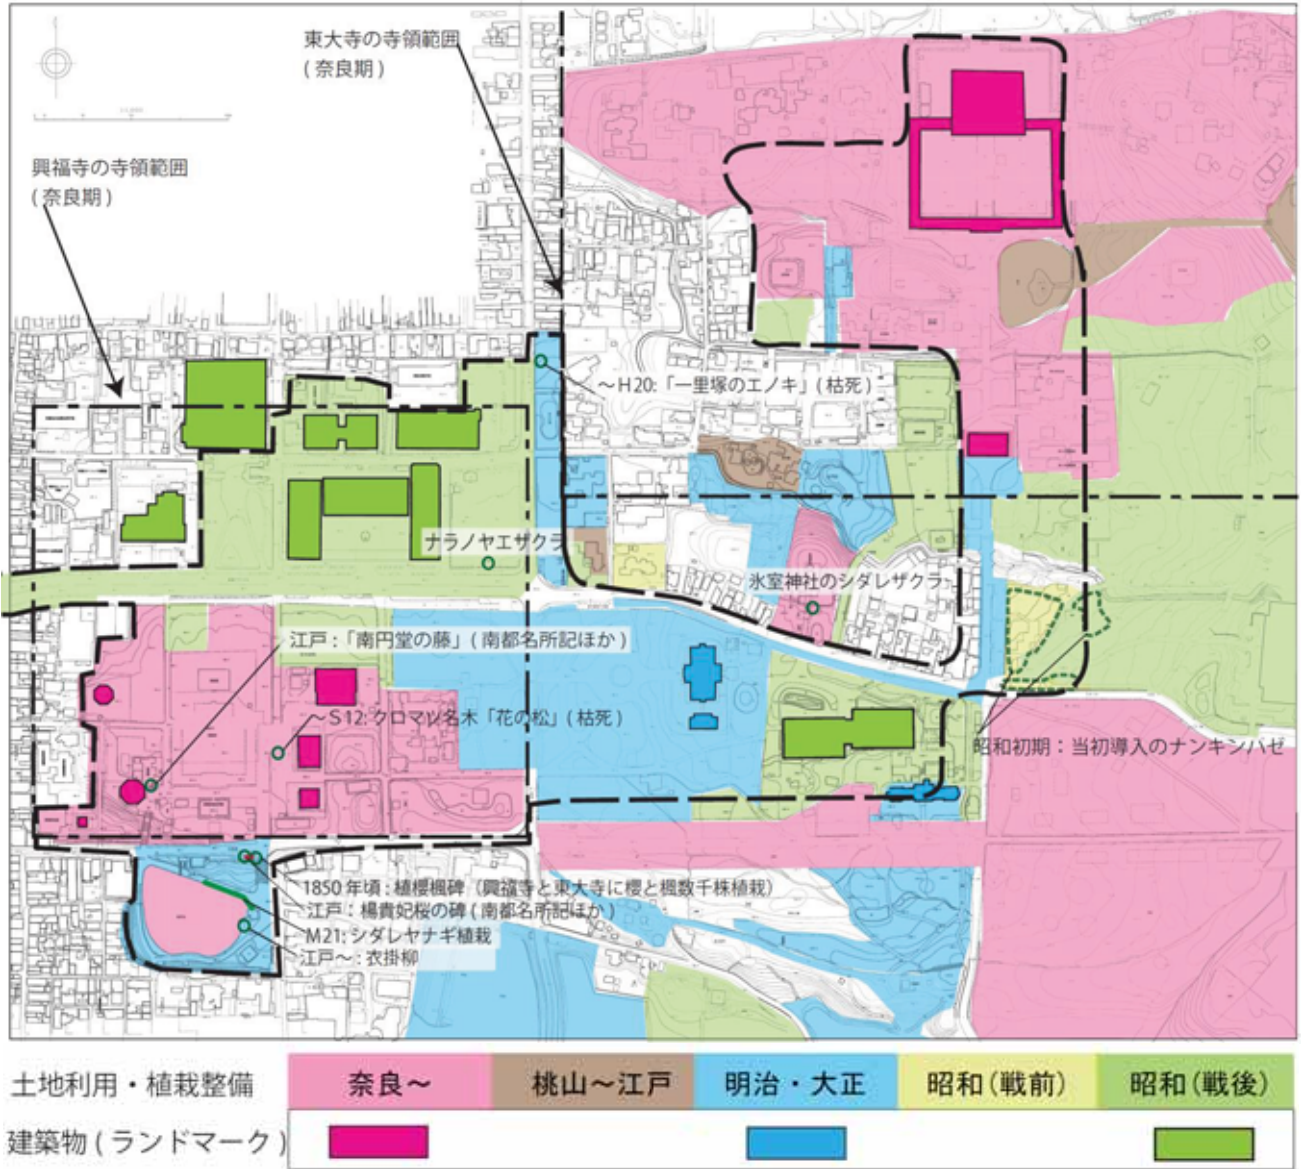 東大寺の寺領範囲
(奈良期)
興福寺の寺領範囲
(奈良期)
～H20:「一里塚のエノキ」(枯死)
ナラノヤエザクラ
氷室神社のシダレザクラ
江戸:「南円堂の藤」(南都名所記ほか)
～S12:クロマツ名木「花の松」(枯死)
昭和初期：当初導入のナンキンハゼ
1850年頃:植櫻楓碑（興福寺と東大寺に櫻と楓数千株植栽）
江戸：楊貴妃桜の碑(南都名所記ほか)
M21:シダレヤナギ植栽
江戸～:衣掛柳
土地利用・植栽整備
奈良～
桃山～江戸
明治・大正
昭和(戦前)
昭和(戦後)
建築物(ランドマーク)